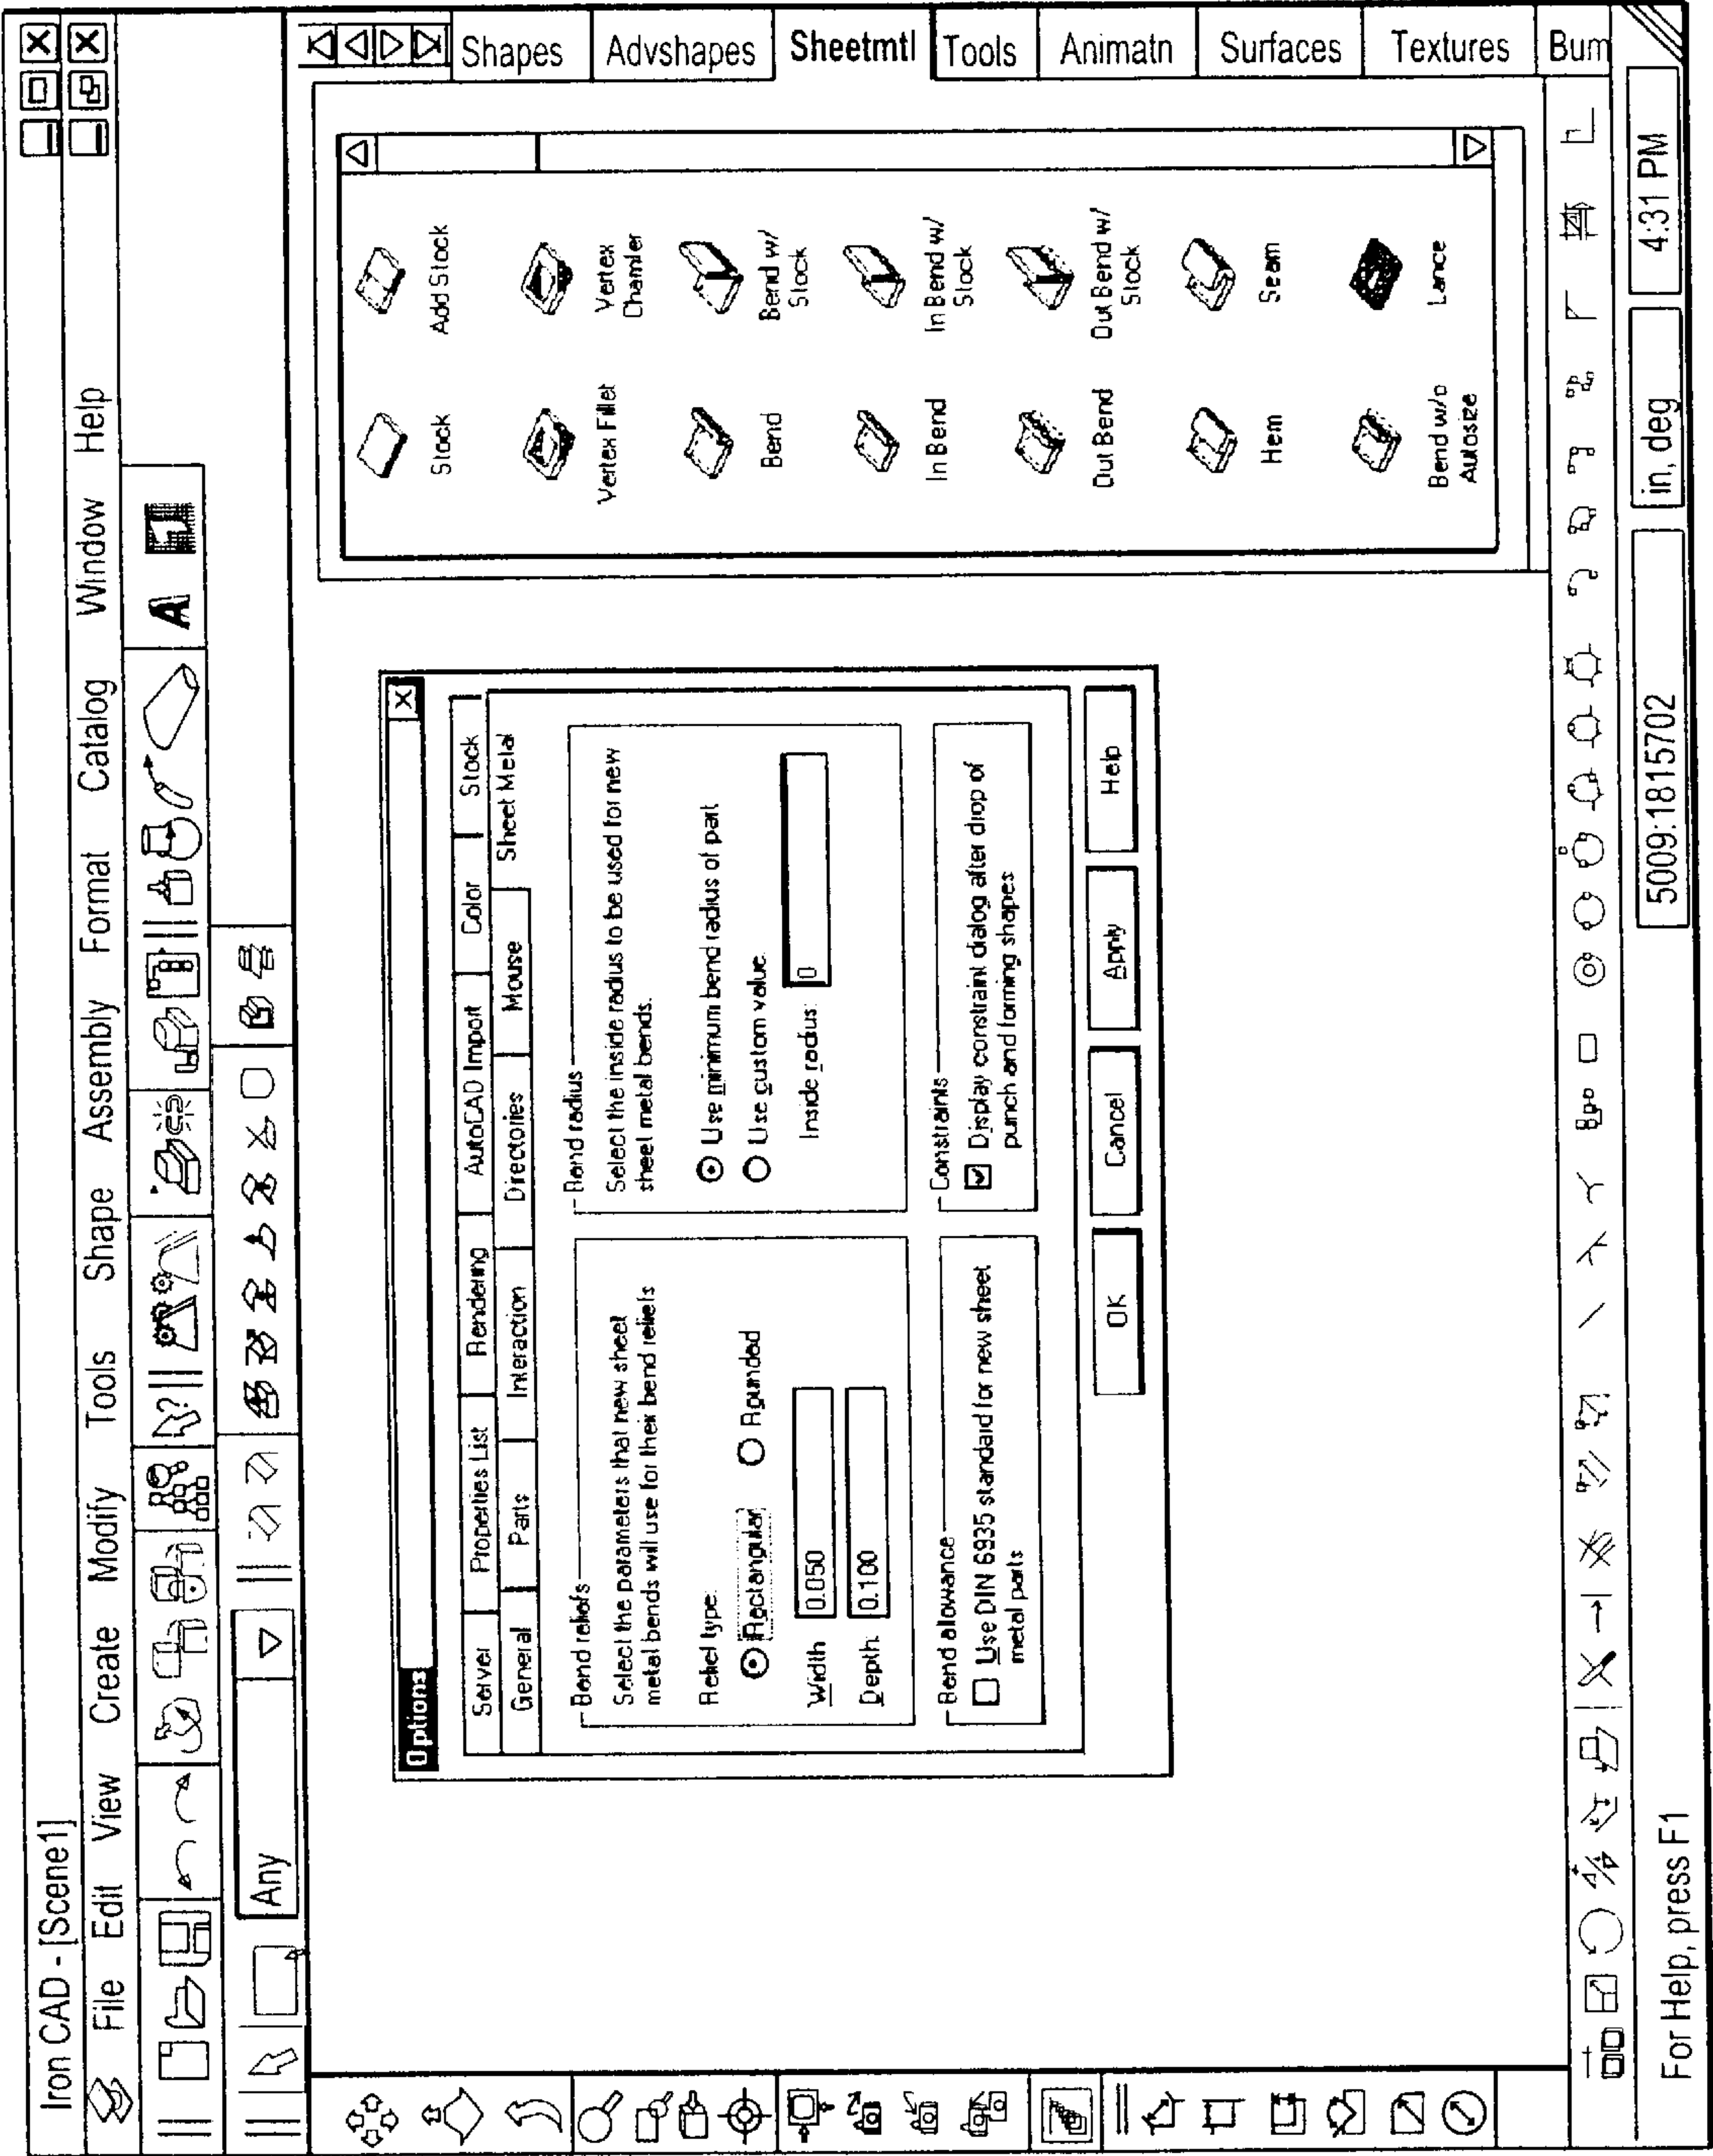 Iron CAD - [Scene1]
File Edit View Create Modify Tools Shape Assembly Format Catalog Window Help
A
Any
Options
Server Properties List Rendering AutoCAD Import Color Stock
General Parts Interaction Directories Mouse Sheet Metal
Bend reliefs
Select the parameters that new sheet
metal bends will use for their bend reliefs
Relief type:
Rectangular Rounded
Width 0.050
Depth: 0.100
Bend radius
Select the inside radius to be used for new
sheet metal bends.
Use minimum bend radius of part
Use custom value
Inside radius: 0
Bend allowance
Use DIN 6935 standard for new sheet
metal parts
Constraints
Display constraint dialog after drop of
punch and forming shapes
OK Cancel Apply Help
Stock Add Stock
Vertex Fillet Vertex
Chamfer
Bend Bend w/
Stock
In Bend In Bend w/
Stock
Out Bend Out Bend w/
Stock
Hem Seam
Bend w/o
Autosize Lance
Shapes
Advshapes
Sheetmtl
Tools
Animatn
Surfaces
Textures
Bum
For Help, press F1 5009:1815702 in, deg 4:31 PM